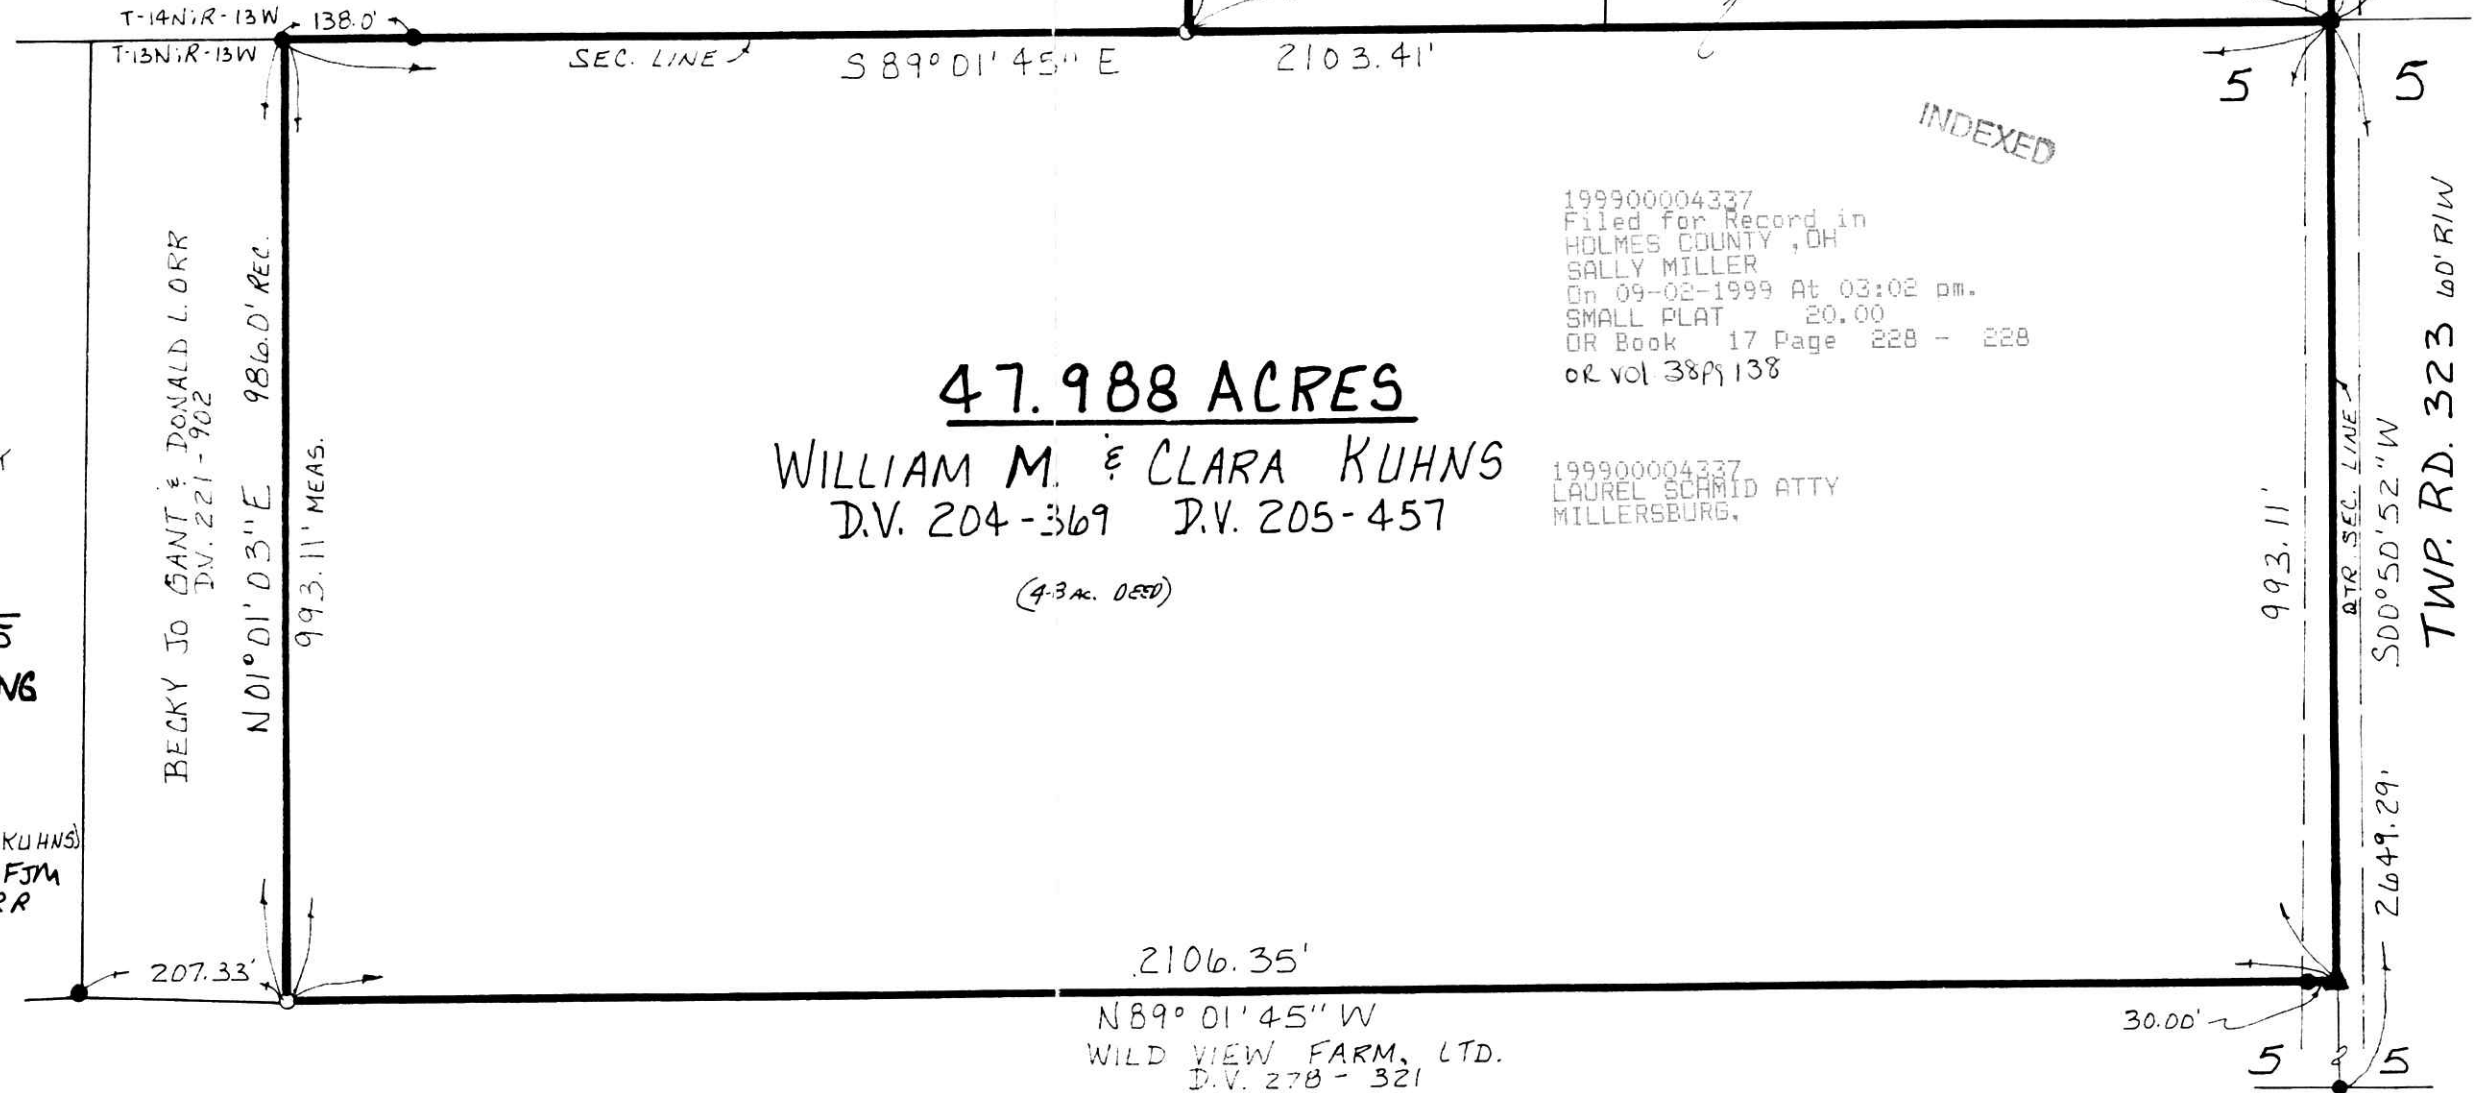 T-14N; R-13W
138.0'
T-13N; R-13W
SEC. LINE
S 89° 01' 45" E
2103.41'
5
5
INDEXED
199900004337
Filed for Record in
HOLMES COUNTY ,OH
SALLY MILLER
On 09-02-1999 At 03:02 pm.
SMALL PLAT 20.00
OR Book 17 Page 228 - 228
OR Vol 38 Pg 138
BECKY JO GANT & DONALD L. ORR
D.V. 221-902
N 01° 01' 03" E
986.0' REC.
993.11' MEAS.
47.988 ACRES
WILLIAM M. & CLARA KUHNS
D.V. 204-369 D.V. 205-457
(43 AC. DEED)
199900004337
LAUREL SCHMID ATTY
MILLERSBURG,
993.11'
QTR. SEC. LINE
S00° 50' 52" W
2649.29'
TWP. RD. 323 60' R/W
NG
KUHNS)
FJM
RR
207.33'
2106.35'
N 89° 01' 45" W
WILD VIEW FARM, LTD.
D.V. 278-321
30.00'
5
5